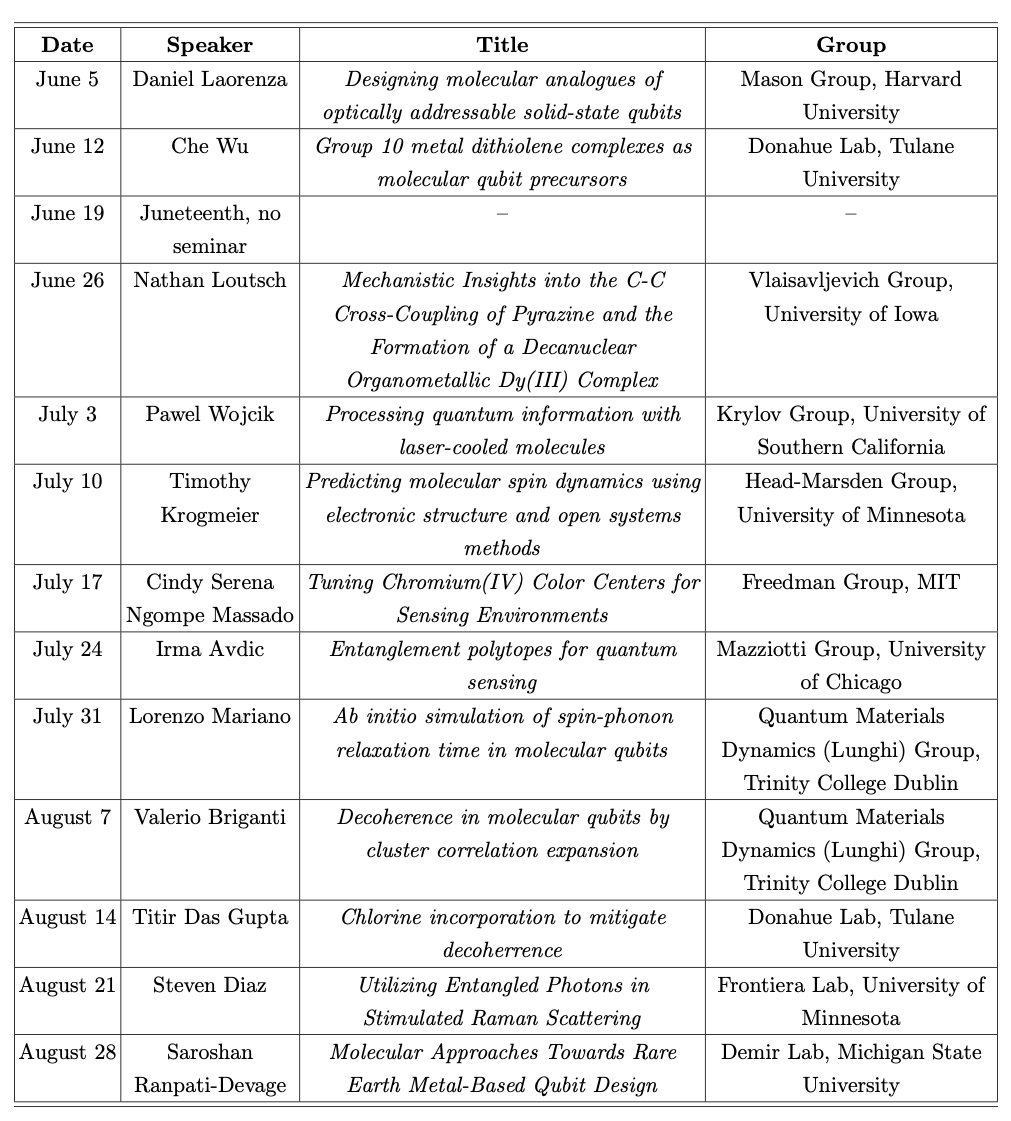 Date Speaker Title Group
June 5 Daniel Laorenza Designing molecular analogues of Mason Group, Harvard
optically addressable solid-state qubits University
June 12 Che Wu Group 10 metal dithiolene complexes as Donahue Lab, Tulane
molecular qubit precursors University
June 19 Juneteenth, no – –
seminar
June 26 Nathan Loutsch Mechanistic Insights into the C-C Vlaisavljevich Group,
Cross-Coupling of Pyrazine and the University of Iowa
Formation of a Decanuclear
Organometallic Dy(III) Complex
July 3 Pawel Wojcik Processing quantum information with Krylov Group, University of
laser-cooled molecules Southern California
July 10 Timothy Predicting molecular spin dynamics using Head-Marsden Group,
Krogmeier electronic structure and open systems University of Minnesota
methods
July 17 Cindy Serena Tuning Chromium(IV) Color Centers for Freedman Group, MIT
Ngompe Massado Sensing Environments
July 24 Irma Avdic Entanglement polytopes for quantum Mazziotti Group, University
sensing of Chicago
July 31 Lorenzo Mariano Ab initio simulation of spin-phonon Quantum Materials
relaxation time in molecular qubits Dynamics (Lunghi) Group,
Trinity College Dublin
August 7 Valerio Briganti Decoherence in molecular qubits by Quantum Materials
cluster correlation expansion Dynamics (Lunghi) Group,
Trinity College Dublin
August 14 Titir Das Gupta Chlorine incorporation to mitigate Donahue Lab, Tulane
decoherrence University
August 21 Steven Diaz Utilizing Entangled Photons in Frontiera Lab, University of
Stimulated Raman Scattering Minnesota
August 28 Saroshan Molecular Approaches Towards Rare Demir Lab, Michigan State
Ranpati-Devage Earth Metal-Based Qubit Design University